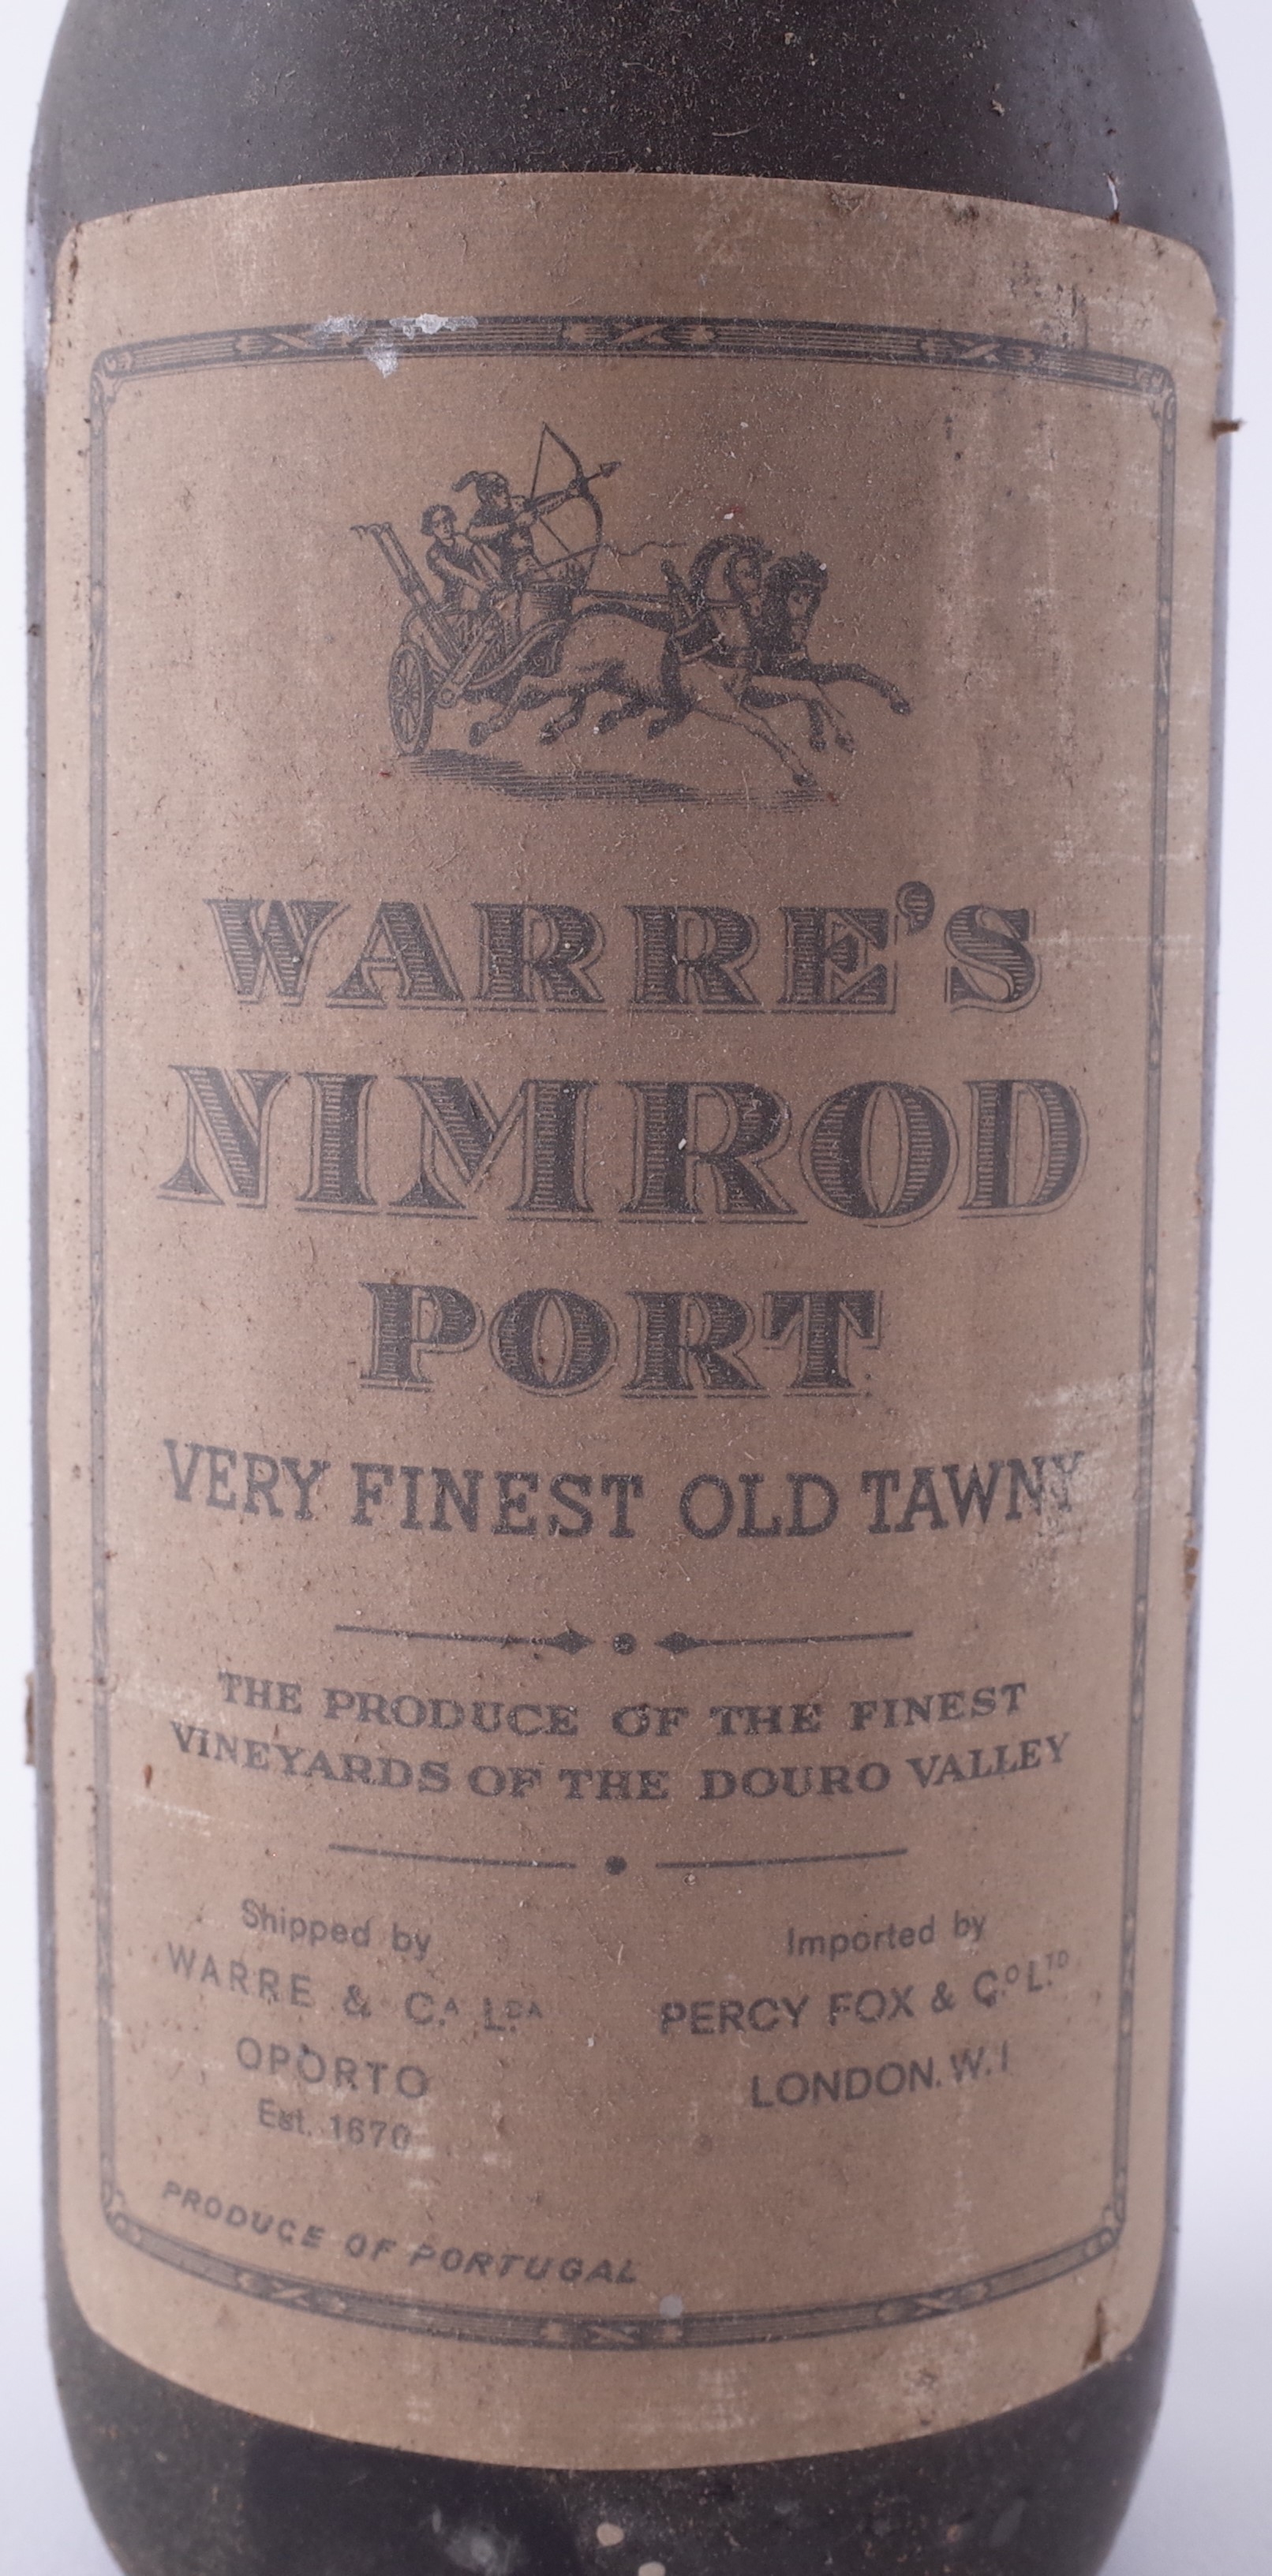 WARRE'S
NIMROD
PORT
VERY FINEST OLD TAWNY
THE PRODUCE OF THE FINEST
VINEYARDS OF THE DOURO VALLEY
Shipped by
WARRE & CA. LDA.
OPORTO
Est. 1670
Imported by
PERCY FOX & CO. LTD.
LONDON. W.1
PRODUCE OF PORTUGAL